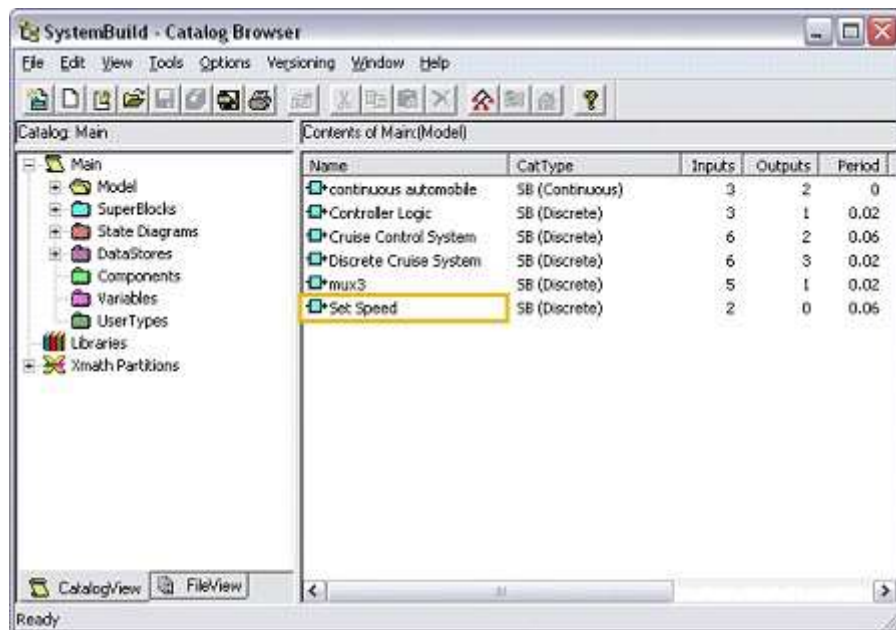 SystemBuild - Catalog Browser
File Edit View Tools Options Versioning Window Help
Catalog: Main
Contents of Main:(Model)
Main
Model
SuperBlocks
State Diagrams
DataStores
Components
Variables
UserTypes
Libraries
Xmath Partitions
Name CatType Inputs Outputs Period
continuous automobile SB (Continuous) 3 2 0
Controller Logic SB (Discrete) 3 1 0.02
Cruise Control System SB (Discrete) 6 2 0.06
Discrete Cruise System SB (Discrete) 6 3 0.02
mux3 SB (Discrete) 5 1 0.02
Set Speed SB (Discrete) 2 0 0.06
CatalogView FileView
Ready